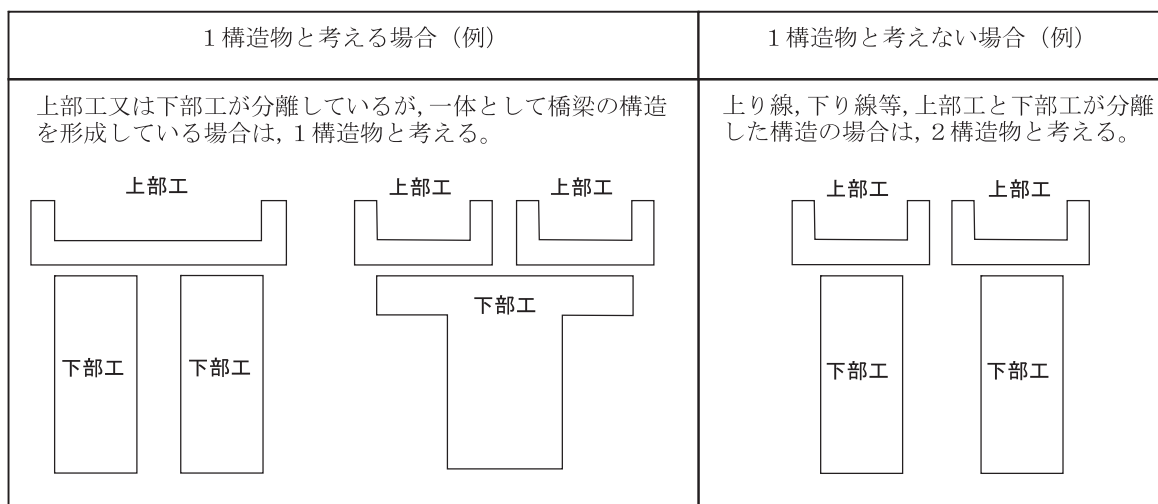 1構造物と考える場合（例）
1構造物と考えない場合（例）
上部工又は下部工が分離しているが,一体として橋梁の構造
を形成している場合は,1構造物と考える。
上り線,下り線等,上部工と下部工が分離
した構造の場合は,2構造物と考える。
上部工
上部工
上部工
下部工
下部工
下部工
上部工
上部工
下部工
下部工